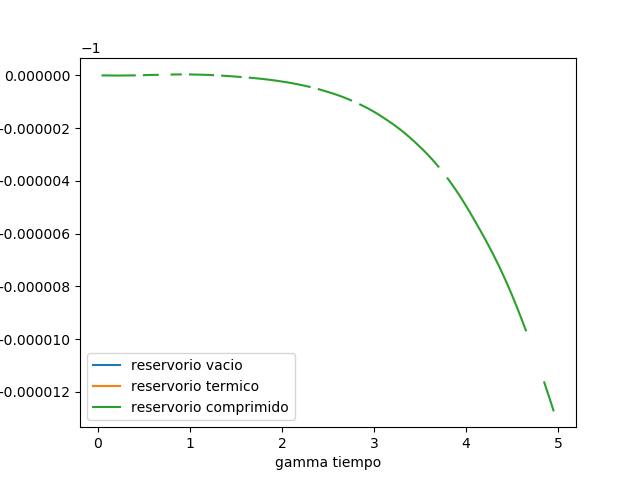 −1
0.000000
-0.000002
-0.000004
-0.000006
-0.000008
-0.000010
-0.000012
reservorio vacio
reservorio termico
reservorio comprimido
0 1 2 3 4 5
gamma tiempo